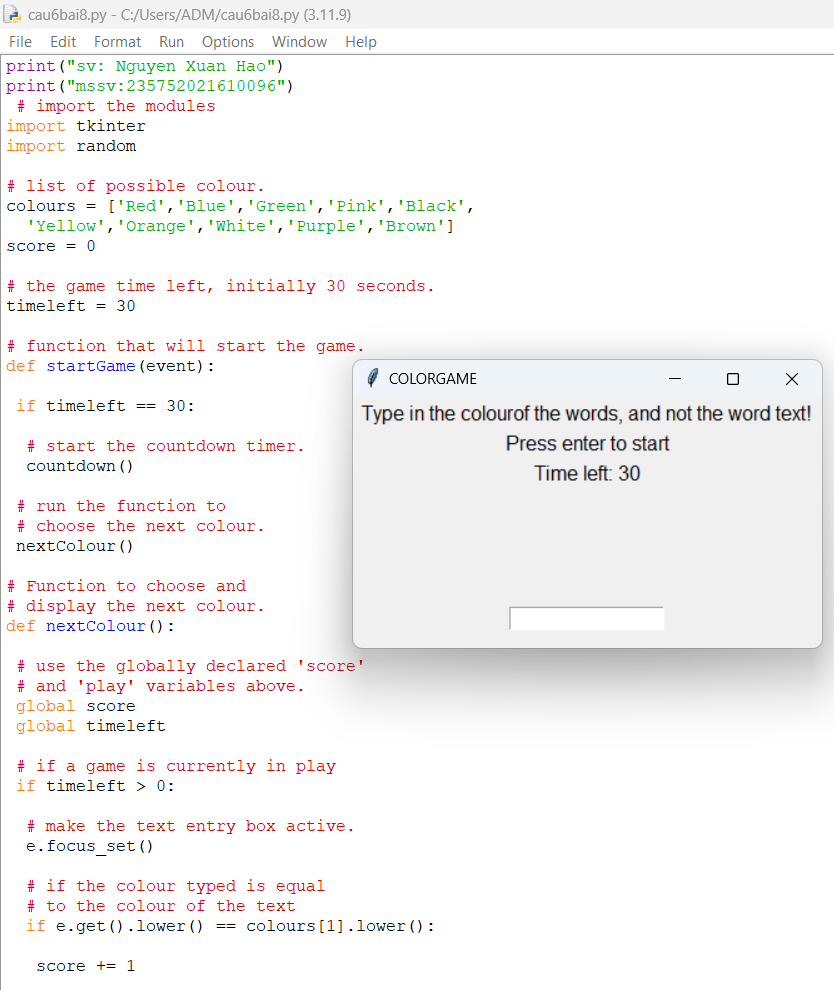 cau6bai8.py - C:/Users/ADM/cau6bai8.py (3.11.9)
File Edit Format Run Options Window Help
print("sv: Nguyen Xuan Hao")
print("mssv:235752021610096")
 # import the modules
import tkinter
import random
# list of possible colour.
colours = ['Red','Blue','Green','Pink','Black',
  'Yellow','Orange','White','Purple','Brown']
score = 0
# the game time left, initially 30 seconds.
timeleft = 30
# function that will start the game.
def startGame(event):
 if timeleft == 30:
  # start the countdown timer.
  countdown()
 # run the function to
 # choose the next colour.
 nextColour()
# Function to choose and
# display the next colour.
def nextColour():
 # use the globally declared 'score'
 # and 'play' variables above.
 global score
 global timeleft
 # if a game is currently in play
 if timeleft > 0:
  # make the text entry box active.
  e.focus_set()
  # if the colour typed is equal
  # to the colour of the text
  if e.get().lower() == colours[1].lower():
   score += 1
COLORGAME
Type in the colourof the words, and not the word text!
Press enter to start
Time left: 30